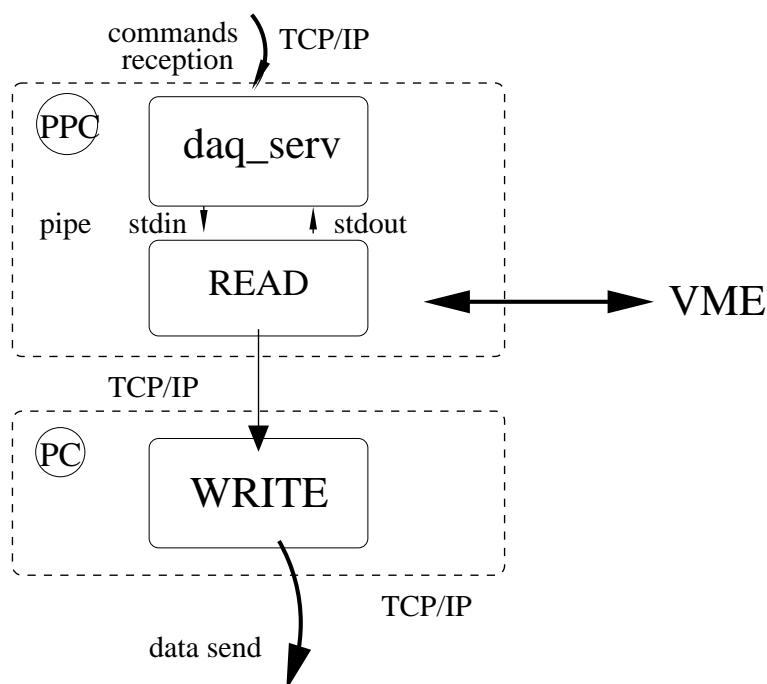 commands
reception
TCP/IP
PPC
daq_serv
pipe
stdin
stdout
READ
VME
TCP/IP
PC
WRITE
TCP/IP
data send